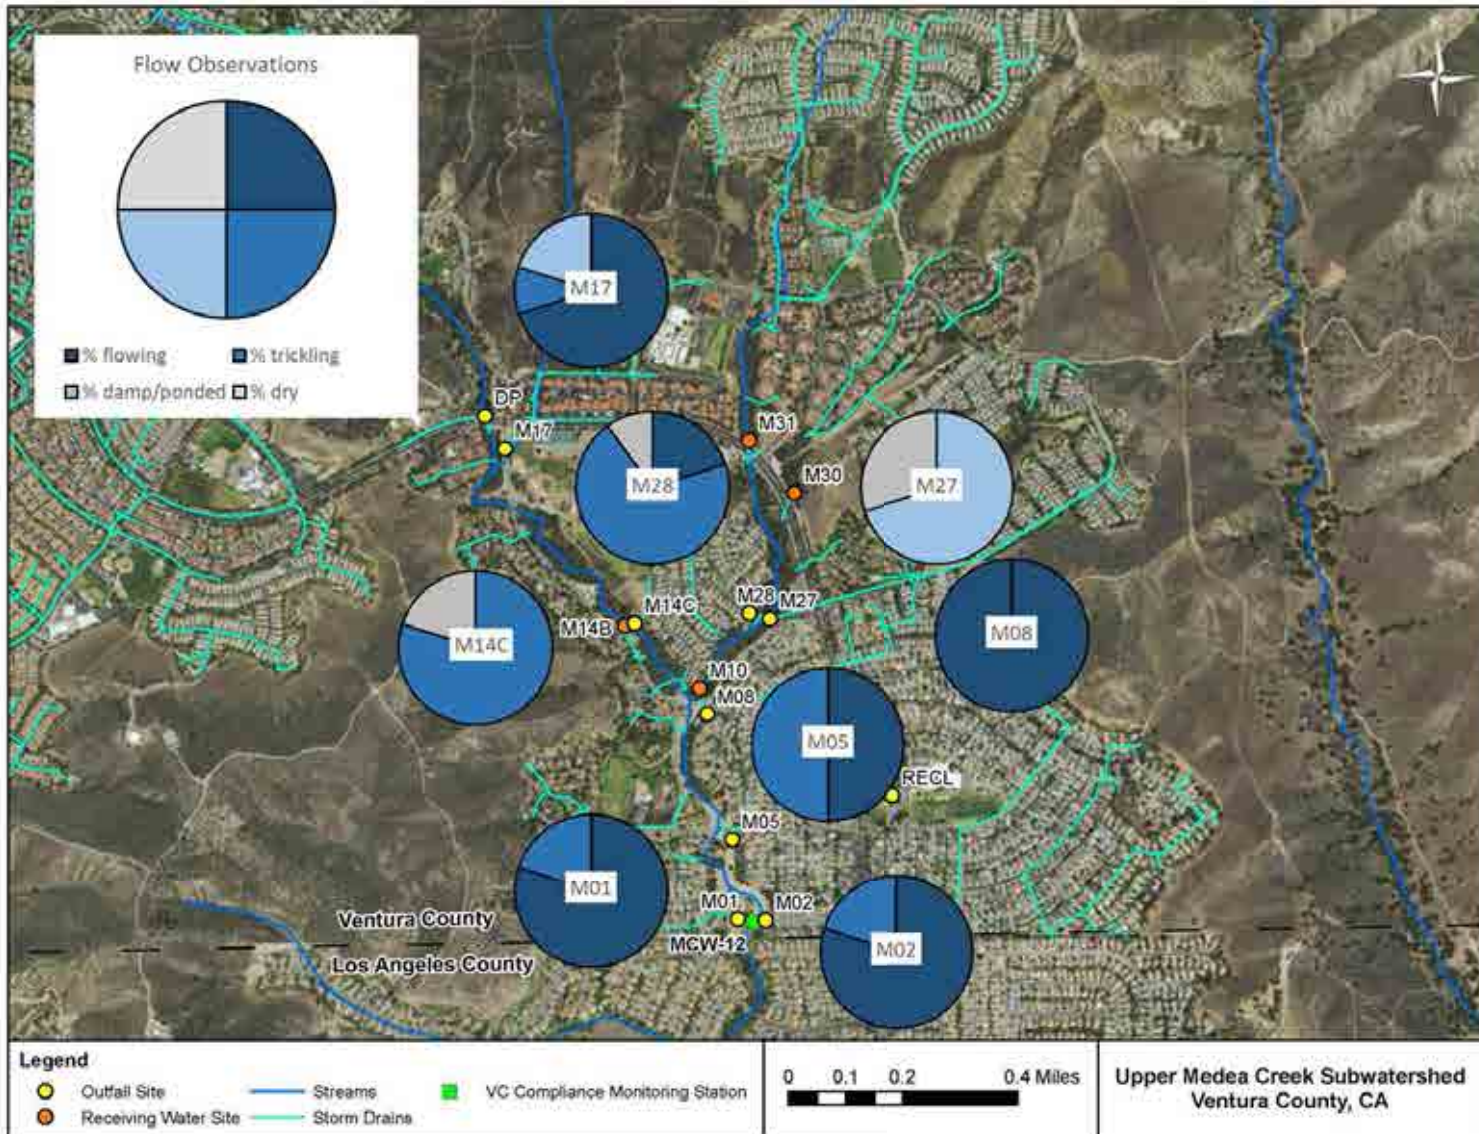 Flow Observations
% flowing
% trickling
% damp/ponded
% dry
M17
DP
M17
M31
M28
M30
M27
M28
M27
M14C
M14B
M14C
M08
M10
M08
M05
RECL
M05
M01
M01
M02
MCW-12
M02
Ventura County
Los Angeles County
Legend
Outfall Site
Streams
VC Compliance Monitoring Station
Receiving Water Site
Storm Drains
0 0.1 0.2 0.4 Miles
Upper Medea Creek Subwatershed
Ventura County, CA